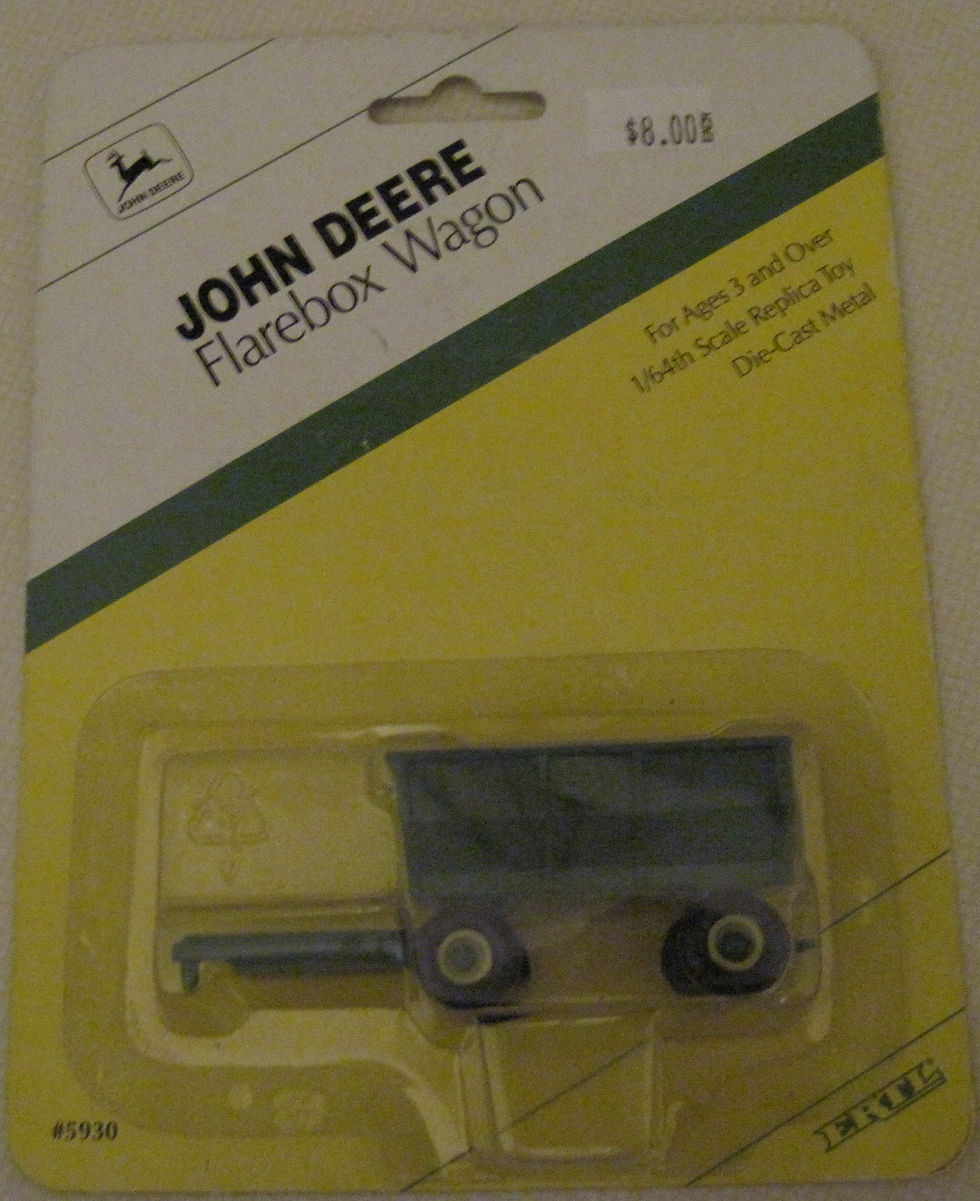 JOHN DEERE
$8.00
JOHN DEERE
Flarebox Wagon
For Ages 3 and Over
1/64th Scale Replica Toy
Die-Cast Metal
V
#5930
ERTL